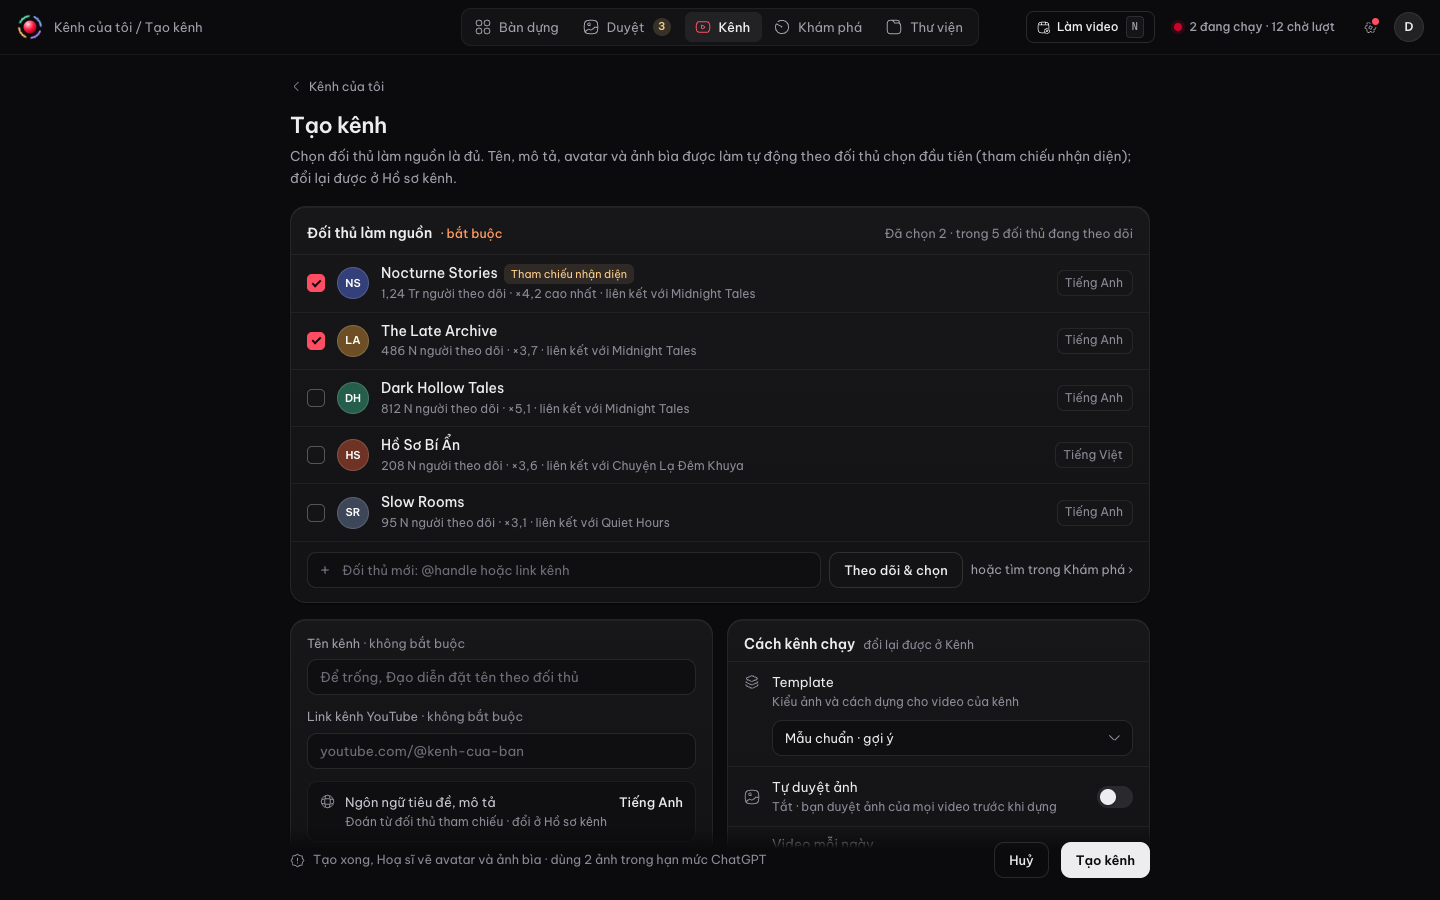 Kênh của tôi / Tạo kênh
Bàn dựng
Duyệt 3
Kênh
Khám phá
Thư viện
Làm video N
2 đang chạy · 12 chờ lượt
D
Kênh của tôi
Tạo kênh
Chọn đối thủ làm nguồn là đủ. Tên, mô tả, avatar và ảnh bìa được làm tự động theo đối thủ chọn đầu tiên (tham chiếu nhận diện);
đổi lại được ở Hồ sơ kênh.
Đối thủ làm nguồn · bắt buộc
Đã chọn 2 · trong 5 đối thủ đang theo dõi
NS
Nocturne Stories Tham chiếu nhận diện
1,24 Tr người theo dõi · ×4,2 cao nhất · liên kết với Midnight Tales
Tiếng Anh
LA
The Late Archive
486 N người theo dõi · ×3,7 · liên kết với Midnight Tales
Tiếng Anh
DH
Dark Hollow Tales
812 N người theo dõi · ×5,1 · liên kết với Midnight Tales
Tiếng Anh
HS
Hồ Sơ Bí Ẩn
208 N người theo dõi · ×3,6 · liên kết với Chuyện Lạ Đêm Khuya
Tiếng Việt
SR
Slow Rooms
95 N người theo dõi · ×3,1 · liên kết với Quiet Hours
Tiếng Anh
+ Đối thủ mới: @handle hoặc link kênh
Theo dõi & chọn
hoặc tìm trong Khám phá ›
Tên kênh · không bắt buộc
Để trống, Đạo diễn đặt tên theo đối thủ
Link kênh YouTube · không bắt buộc
youtube.com/@kenh-cua-ban
Ngôn ngữ tiêu đề, mô tả
Tiếng Anh
Đoán từ đối thủ tham chiếu · đổi ở Hồ sơ kênh
Cách kênh chạy đổi lại được ở Kênh
Template
Kiểu ảnh và cách dựng cho video của kênh
Mẫu chuẩn · gợi ý
Tự duyệt ảnh
Tắt · bạn duyệt ảnh của mọi video trước khi dựng
Video mỗi ngày
Tạo xong, Hoạ sĩ vẽ avatar và ảnh bìa · dùng 2 ảnh trong hạn mức ChatGPT
Huỷ
Tạo kênh